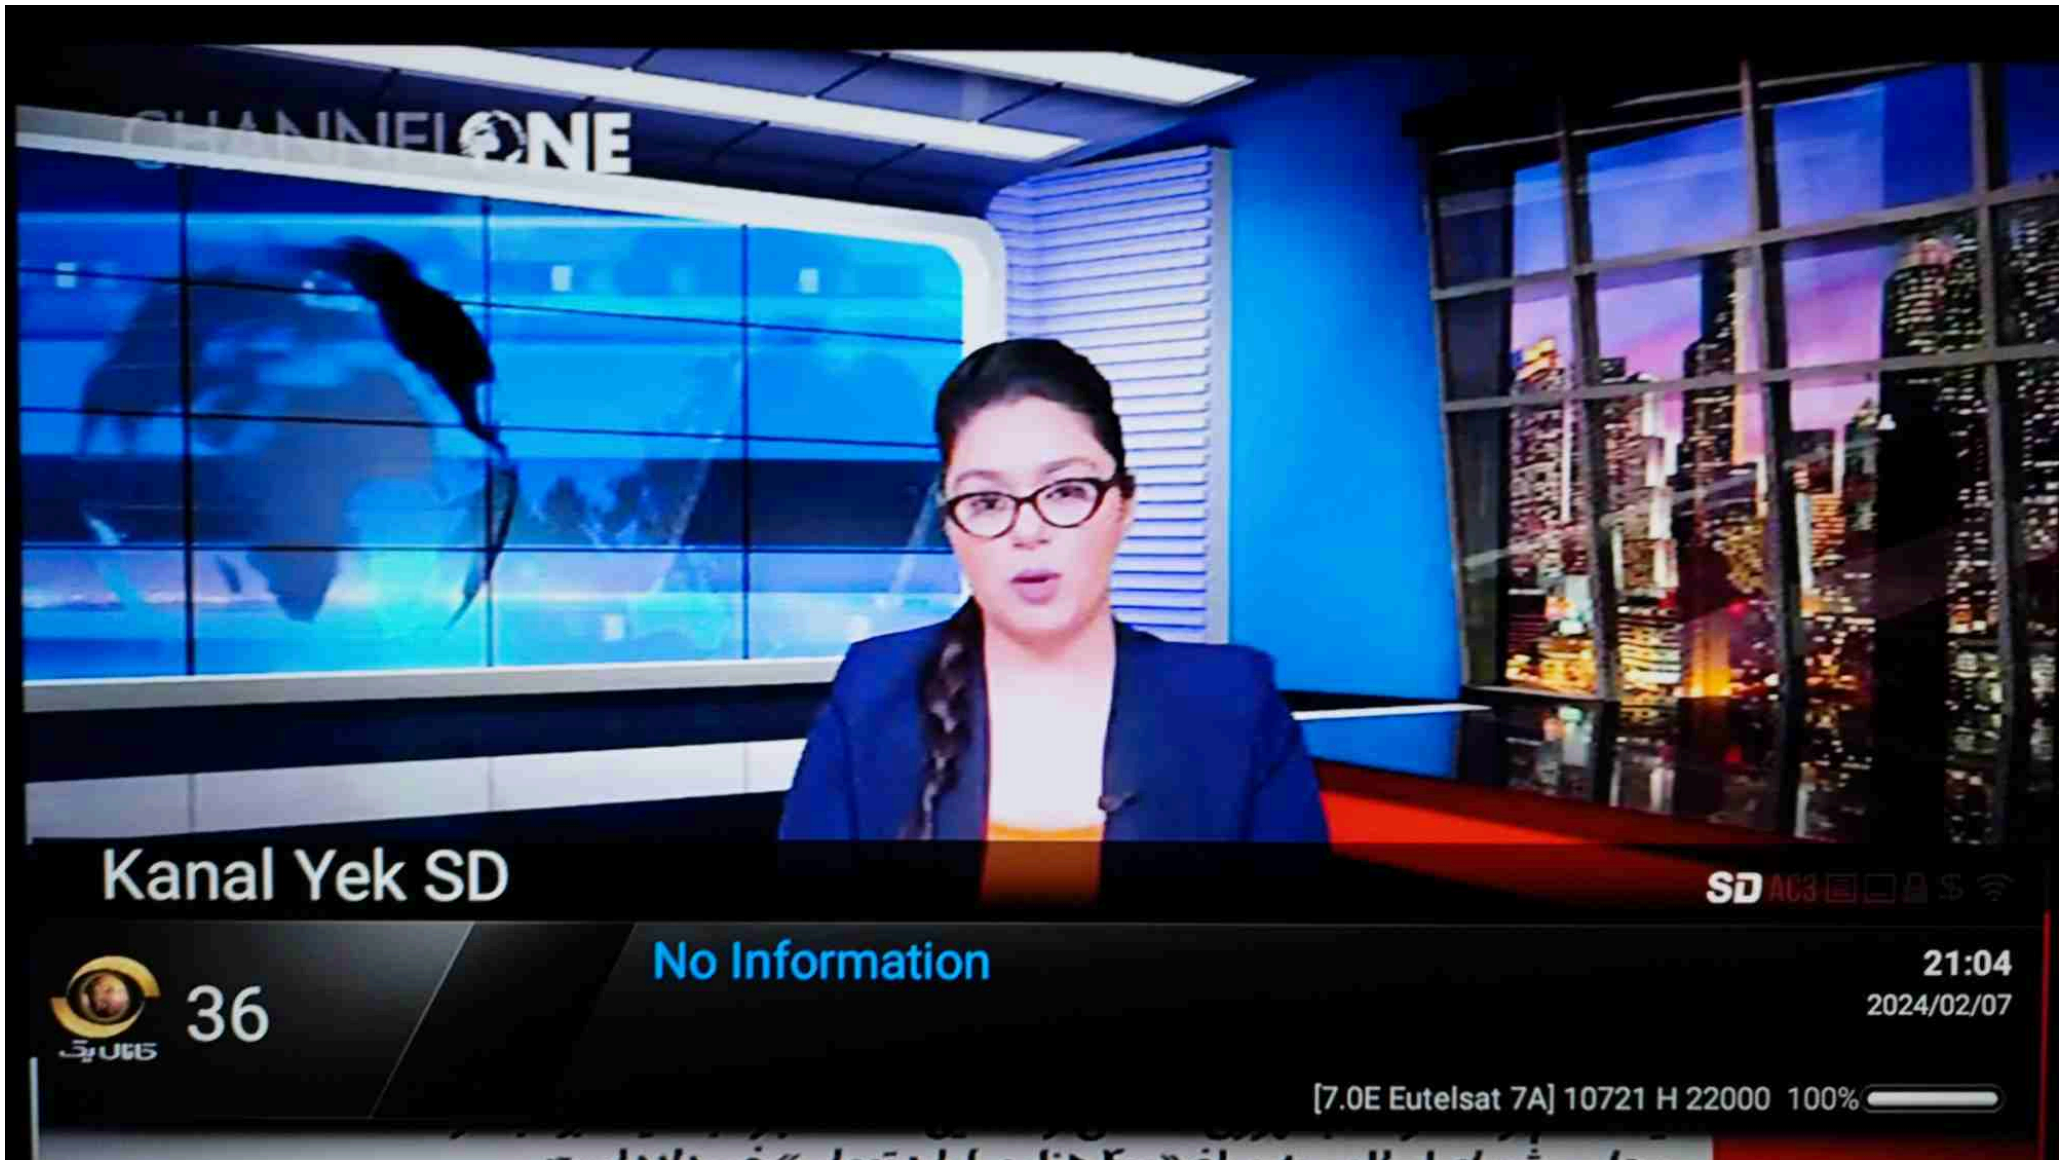 CHANNEL ONE
Kanal Yek SD
SD AC3
36
No Information
21:04
2024/02/07
کانال یک
[7.0E Eutelsat 7A] 10721 H 22000 100%